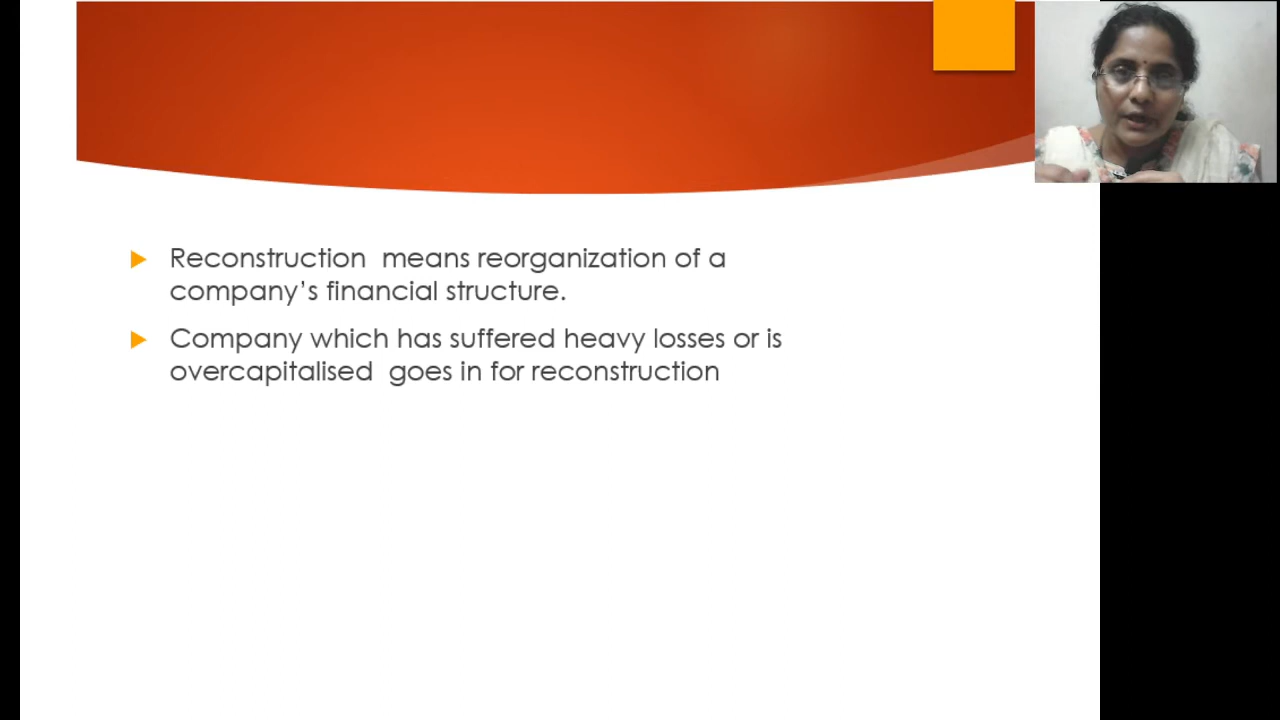 Reconstruction  means reorganization of a
company’s financial structure.
Company which has suffered heavy losses or is
overcapitalised  goes in for reconstruction